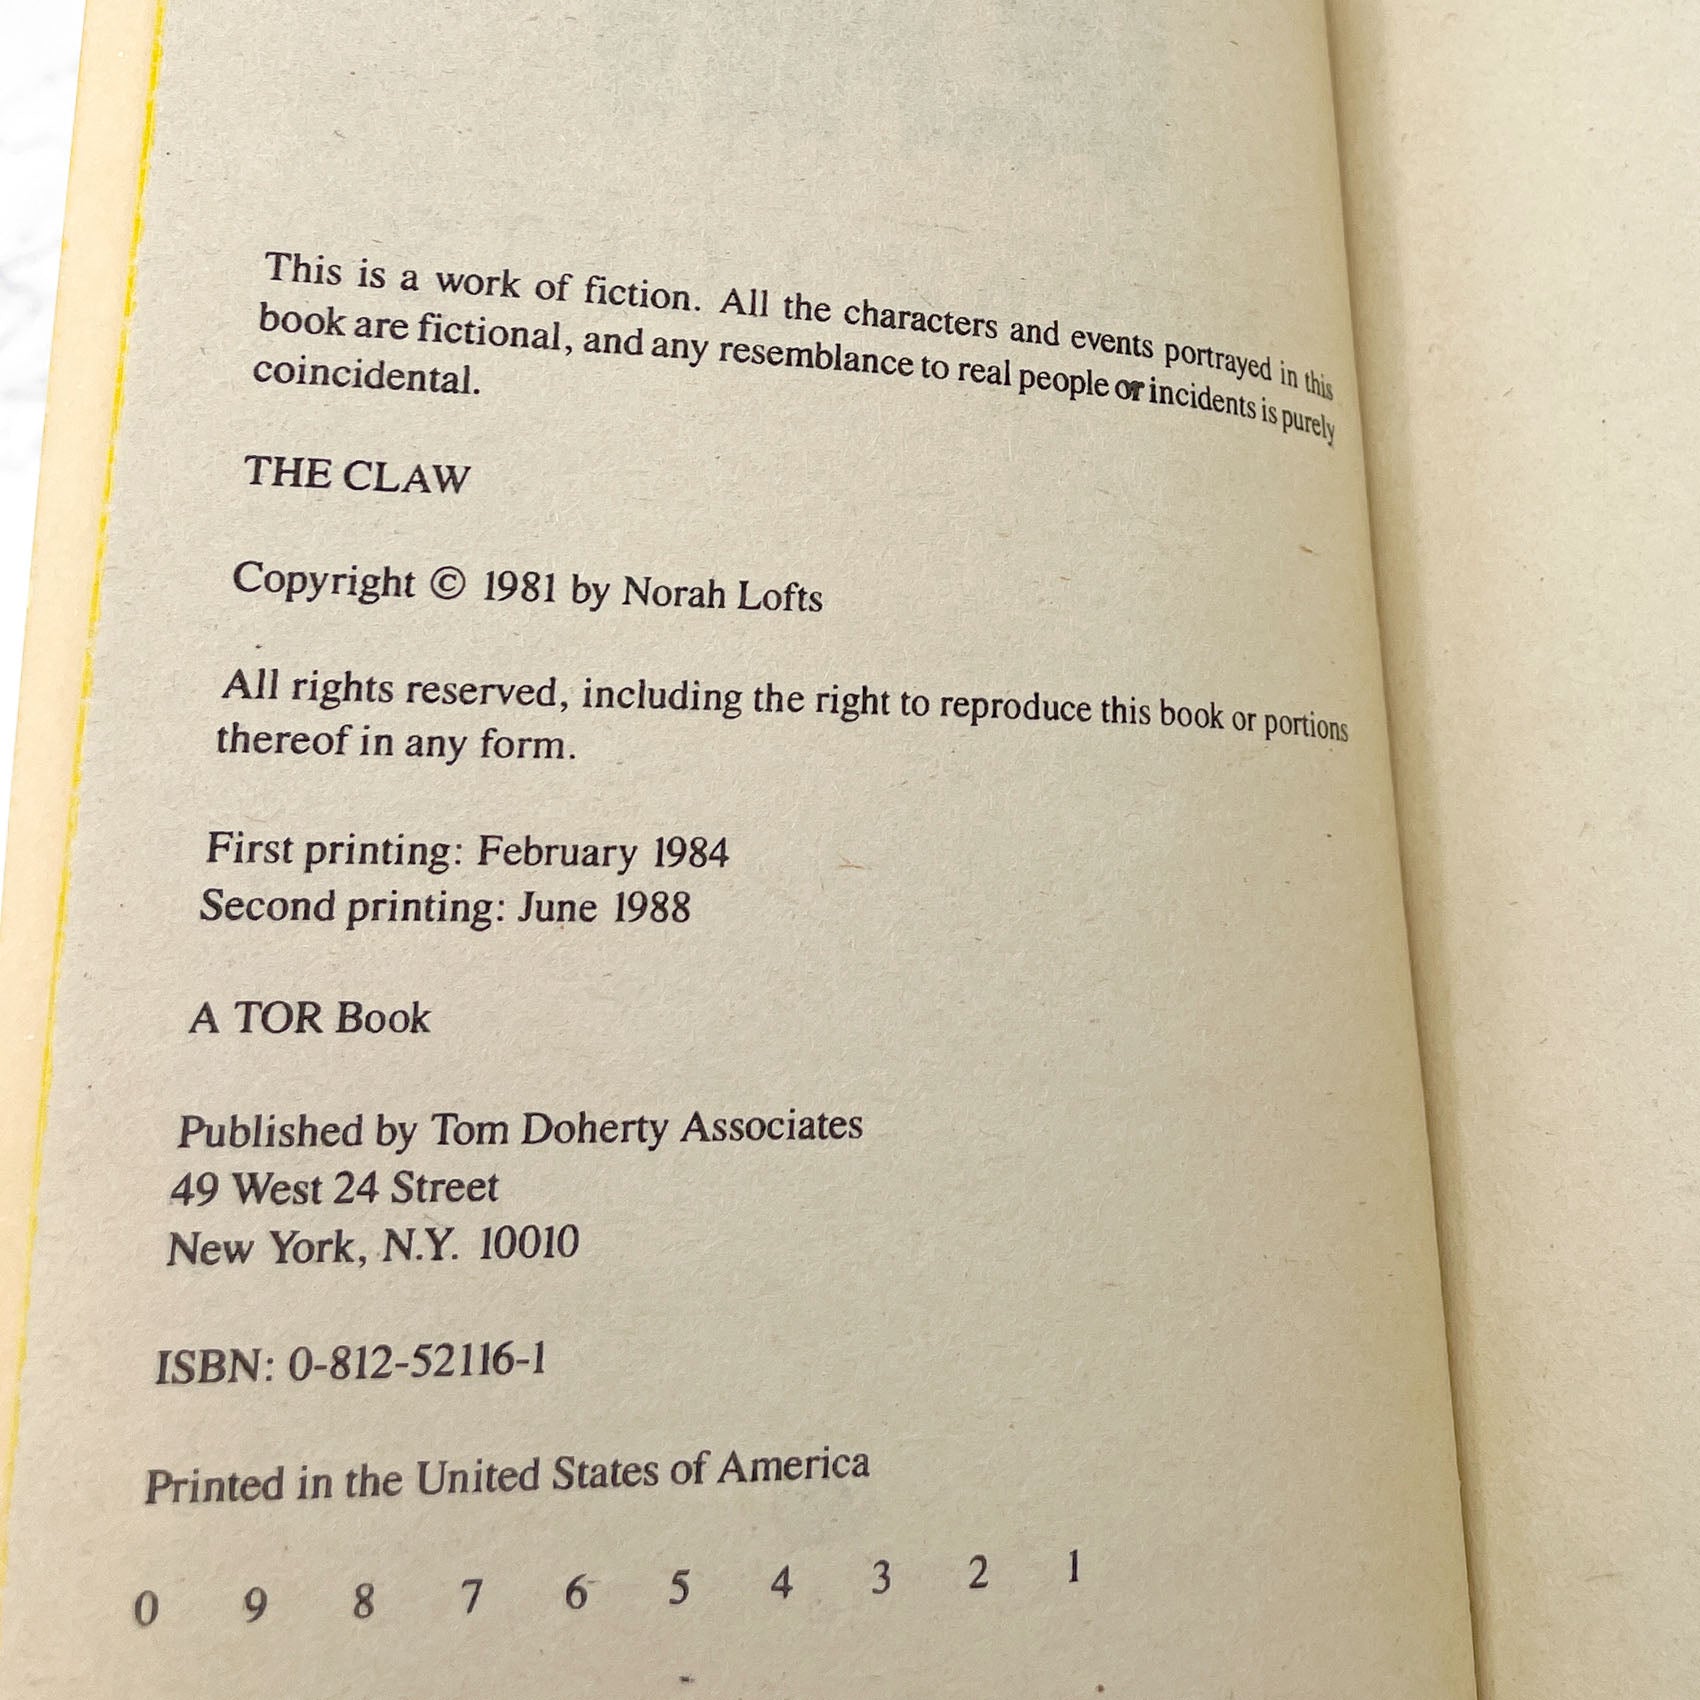 This is a work of fiction. All the characters and events portrayed in this
book are fictional, and any resemblance to real people or incidents is purely
coincidental.
THE CLAW
Copyright © 1981 by Norah Lofts
All rights reserved, including the right to reproduce this book or portions
thereof in any form.
First printing: February 1984
Second printing: June 1988
A TOR Book
Published by Tom Doherty Associates
49 West 24 Street
New York, N.Y. 10010
ISBN: 0-812-52116-1
Printed in the United States of America
0 9 8 7 6 5 4 3 2 1